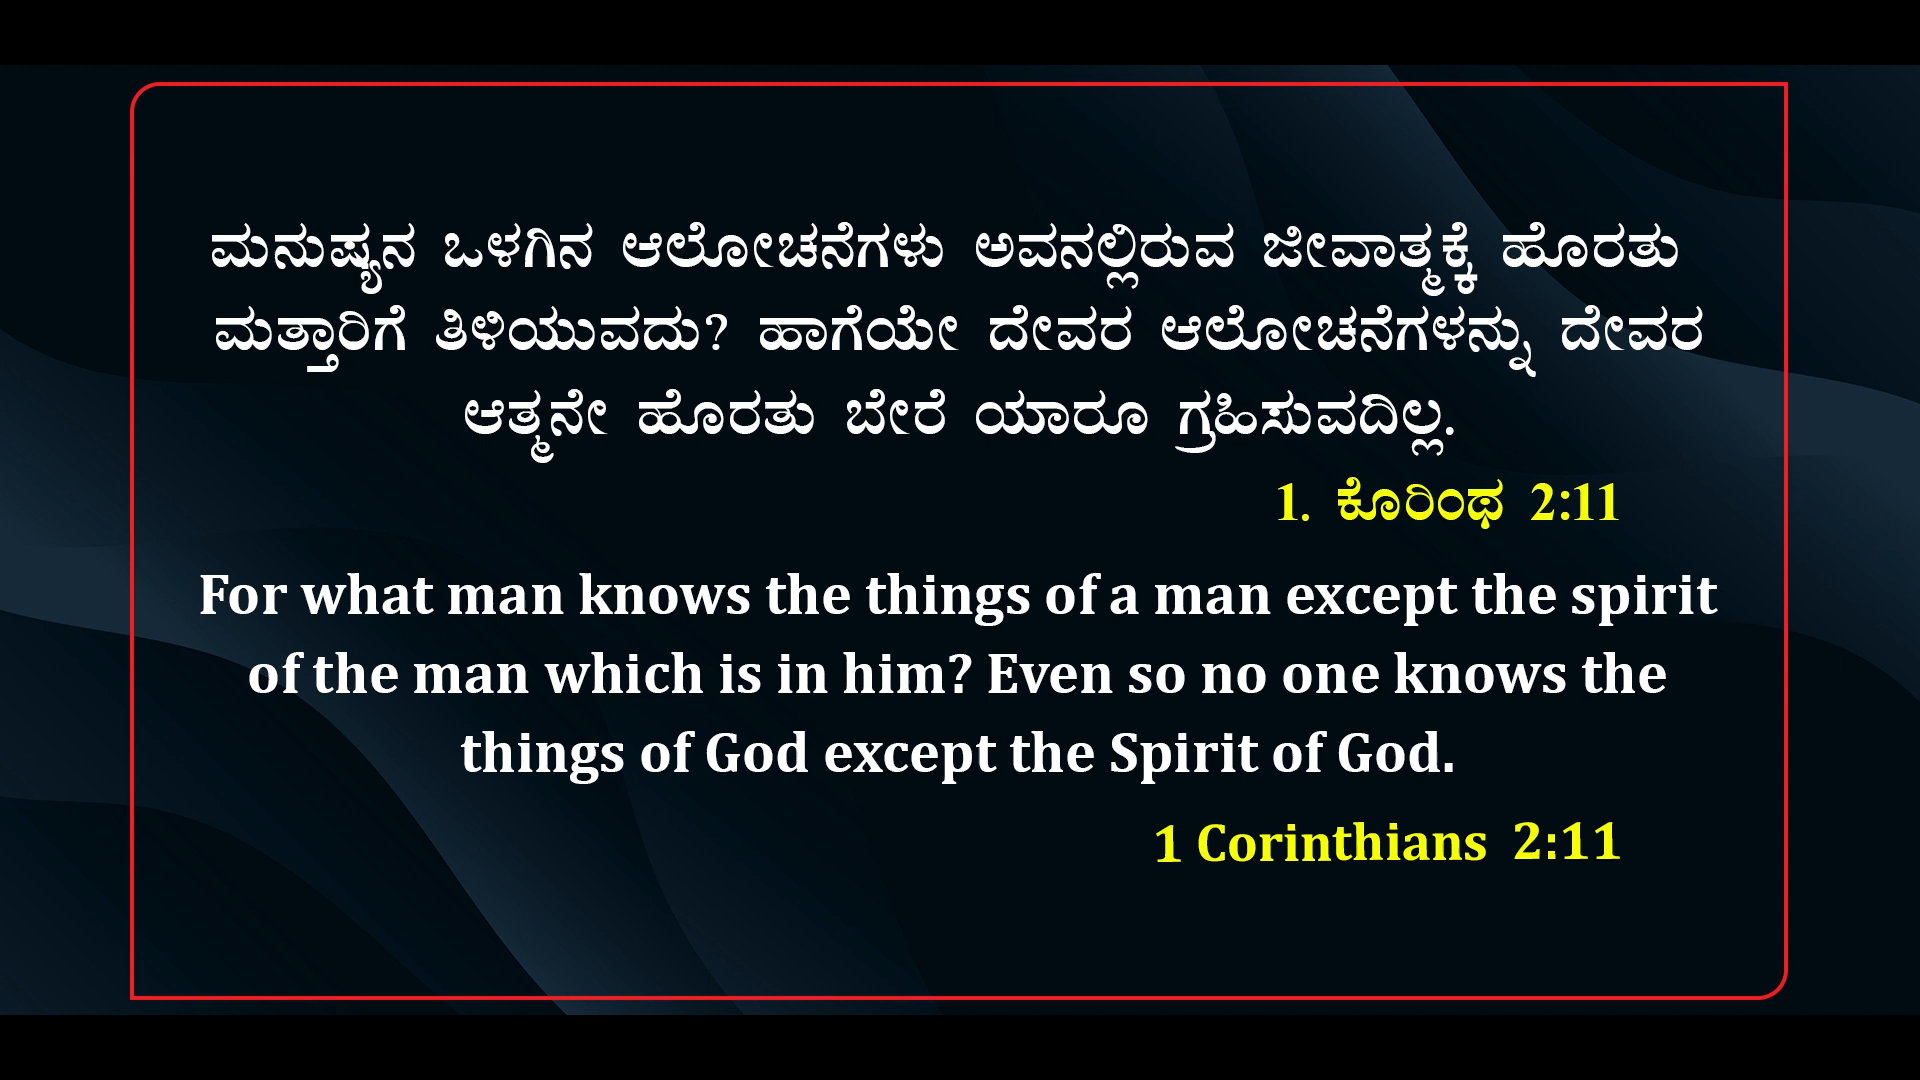 ಮನುಷ್ಯನ ಒಳಗಿನ ಆಲೋಚನೆಗಳು ಅವನಲ್ಲಿರುವ ಜೀವಾತ್ಮಕ್ಕೆ ಹೊರತು
ಮತ್ತಾರಿಗೆ ತಿಳಿಯುವದು? ಹಾಗೆಯೇ ದೇವರ ಆಲೋಚನೆಗಳನ್ನು ದೇವರ
ಆತ್ಮನೇ ಹೊರತು ಬೇರೆ ಯಾರೂ ಗ್ರಹಿಸುವದಿಲ್ಲ.
1. ಕೊರಿಂಥ 2:11
For what man knows the things of a man except the spirit
of the man which is in him? Even so no one knows the
things of God except the Spirit of God.
1 Corinthians 2:11